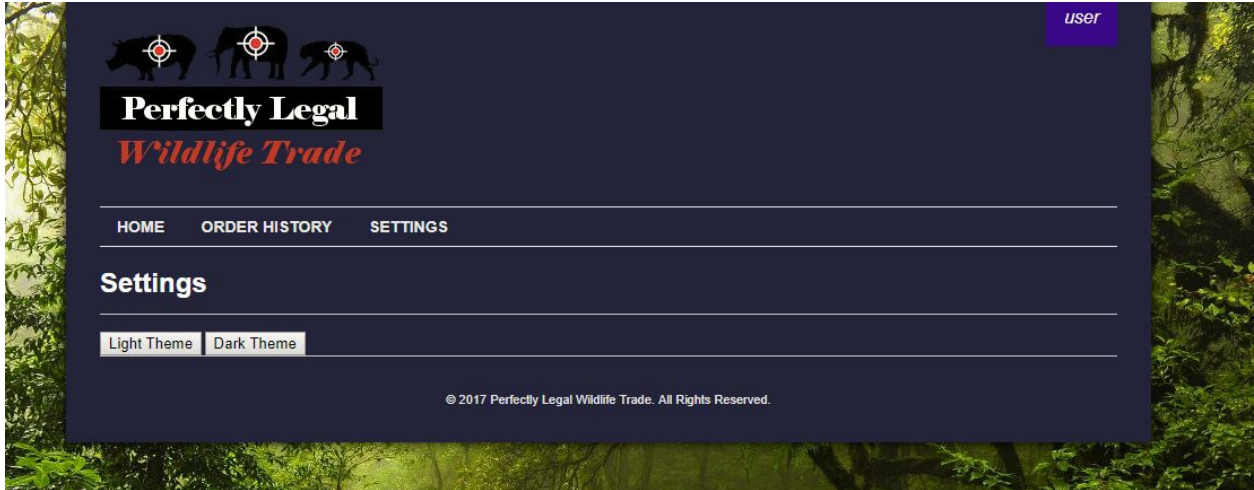 user
Perfectly Legal
Wildlife Trade
HOME ORDER HISTORY SETTINGS
Settings
Light Theme Dark Theme
© 2017 Perfectly Legal Wildlife Trade. All Rights Reserved.